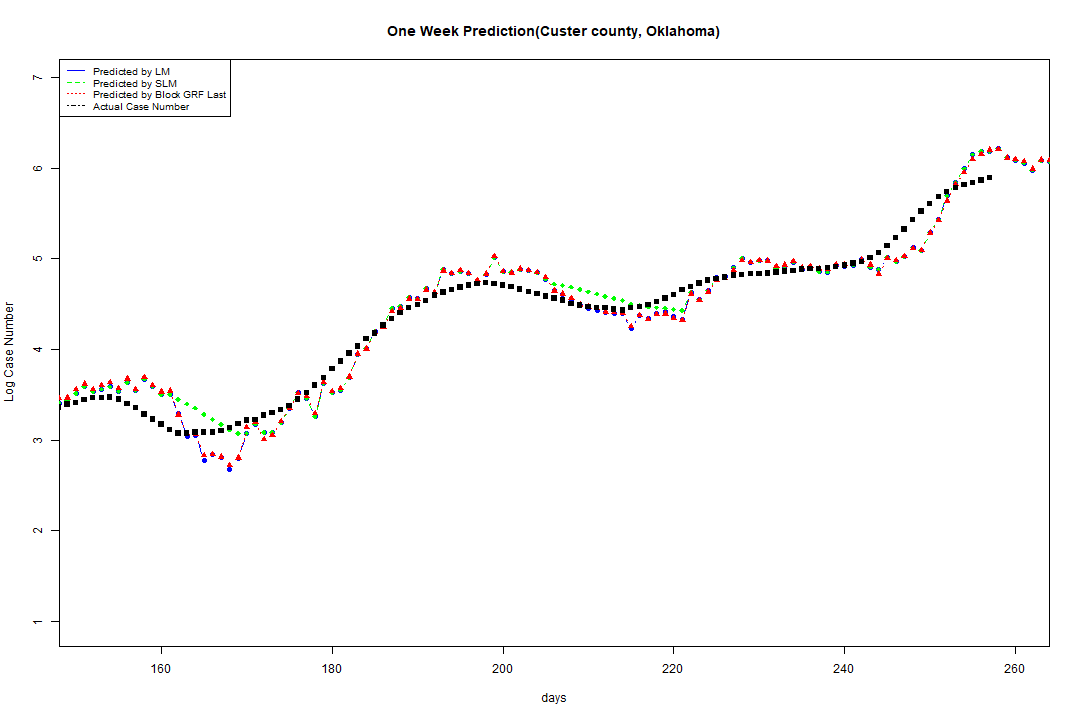 One Week Prediction(Custer county, Oklahoma)
Predicted by LM
Predicted by SLM
Predicted by Block GRF Last
Actual Case Number
7
6
5
4
3
2
1
Log Case Number
160 180 200 220 240 260
days